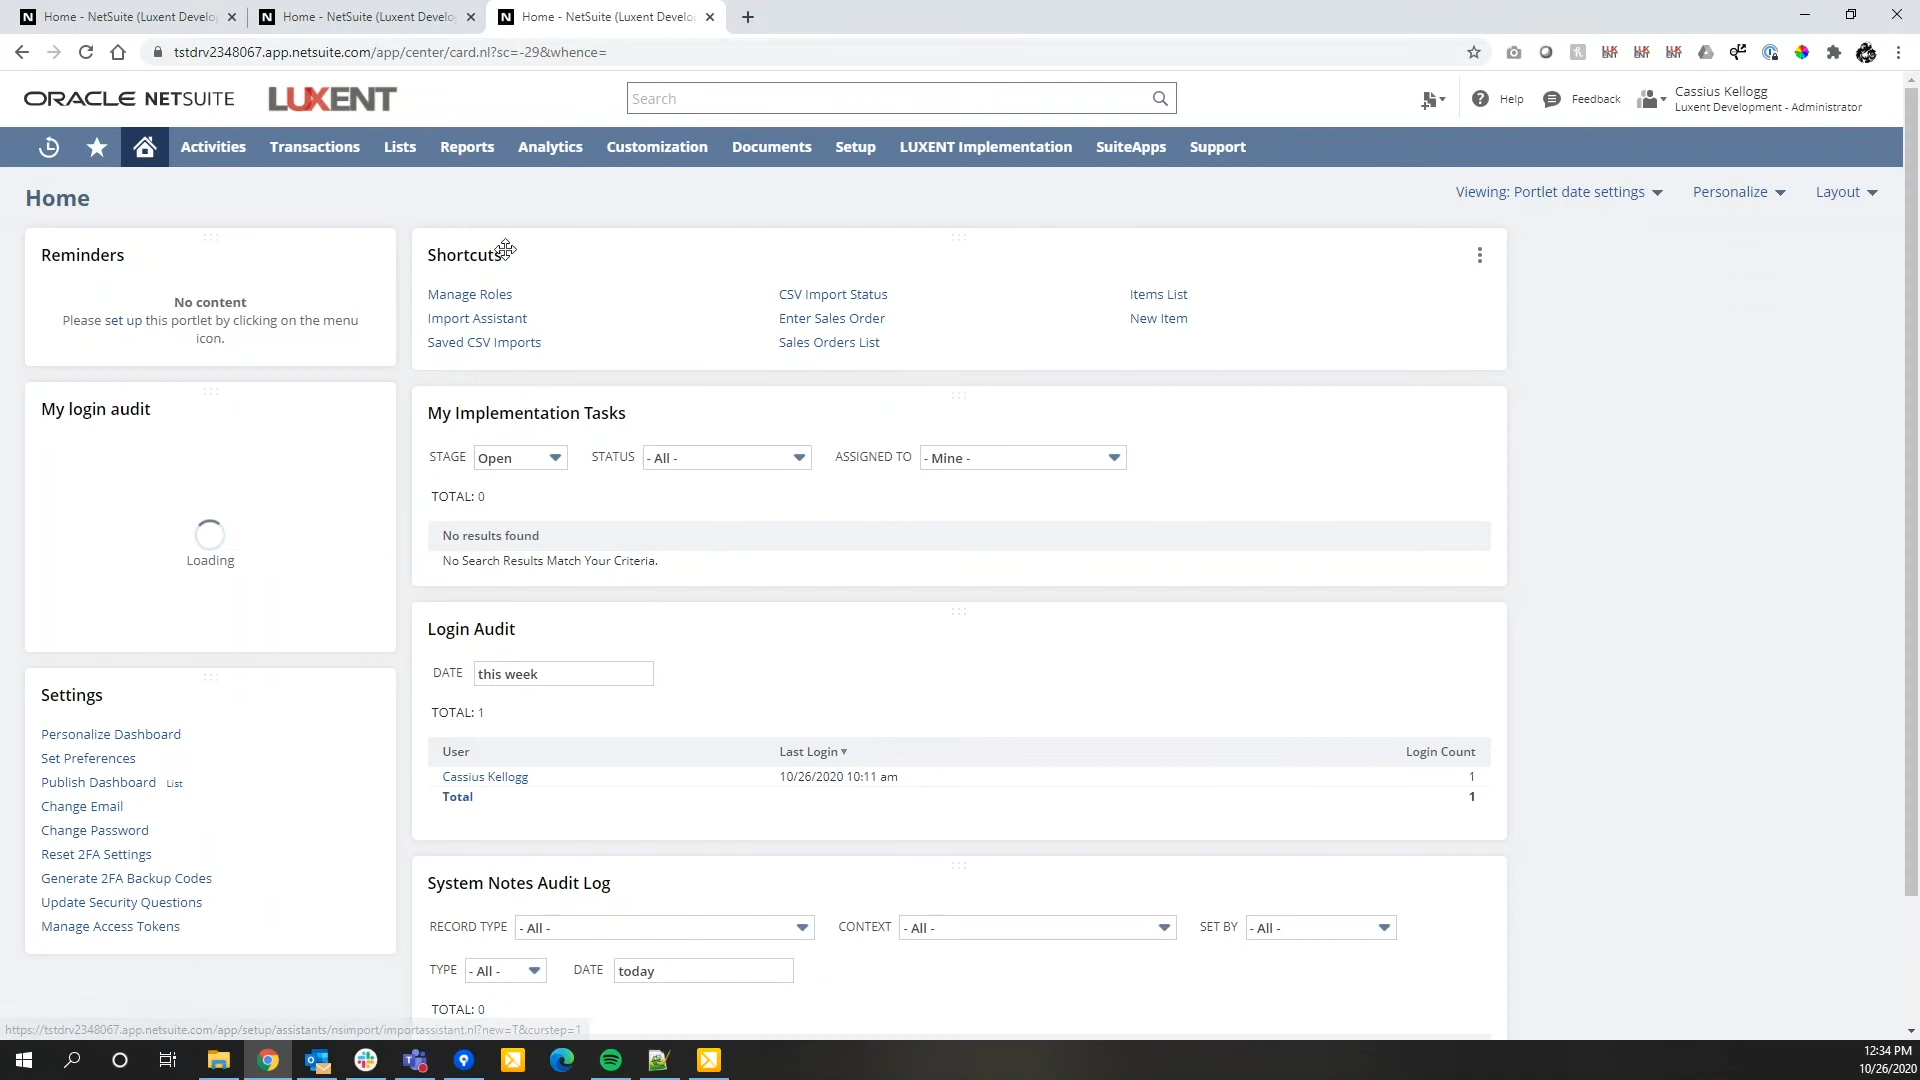 Home - NetSuite (Luxent Develo
Home - NetSuite (Luxent Develo
Home - NetSuite (Luxent Develo
tstdrv2348067.app.netsuite.com/app/center/card.nl?sc=-29&whence=
ORACLE NETSUITE
LUXENT
Search
Help
Feedback
Cassius Kellogg
Luxent Development - Administrator
Activities
Transactions
Lists
Reports
Analytics
Customization
Documents
Setup
LUXENT Implementation
SuiteApps
Support
Home
Viewing: Portlet date settings
Personalize
Layout
Reminders
No content
Please set up this portlet by clicking on the menu
icon.
My login audit
Loading
Settings
Personalize Dashboard
Set Preferences
Publish Dashboard List
Change Email
Change Password
Reset 2FA Settings
Generate 2FA Backup Codes
Update Security Questions
Manage Access Tokens
Shortcuts
Manage Roles
Import Assistant
Saved CSV Imports
CSV Import Status
Enter Sales Order
Sales Orders List
Items List
New Item
My Implementation Tasks
STAGE Open STATUS - All - ASSIGNED TO - Mine -
TOTAL: 0
No results found
No Search Results Match Your Criteria.
Login Audit
DATE this week
TOTAL: 1
User Last Login Login Count
Cassius Kellogg 10/26/2020 10:11 am 1
Total 1
System Notes Audit Log
RECORD TYPE - All - CONTEXT - All - SET BY - All -
TYPE - All - DATE today
TOTAL: 0
https://tstdrv2348067.app.netsuite.com/app/setup/assistants/nsimport/importassistant.nl?new=T&curstep=1
12:34 PM
10/26/2020